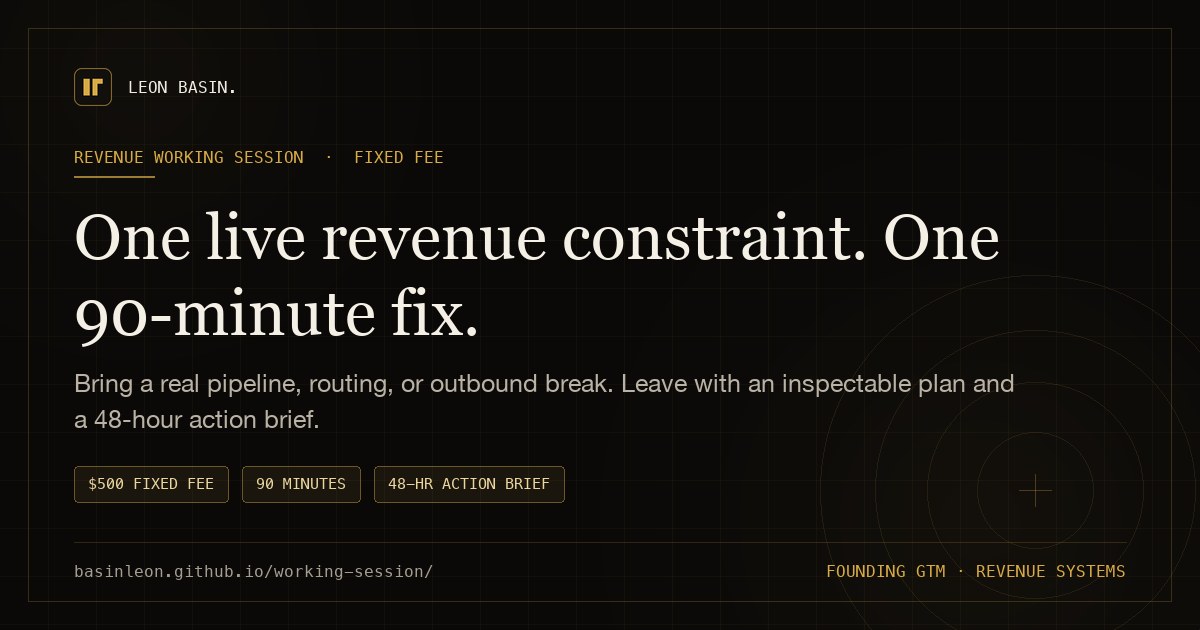 LEON BASIN.
REVENUE WORKING SESSION · FIXED FEE
One live revenue constraint. One
90-minute fix.
Bring a real pipeline, routing, or outbound break. Leave with an inspectable plan and
a 48-hour action brief.
$500 FIXED FEE
90 MINUTES
48-HR ACTION BRIEF
basinleon.github.io/working-session/
FOUNDING GTM · REVENUE SYSTEMS